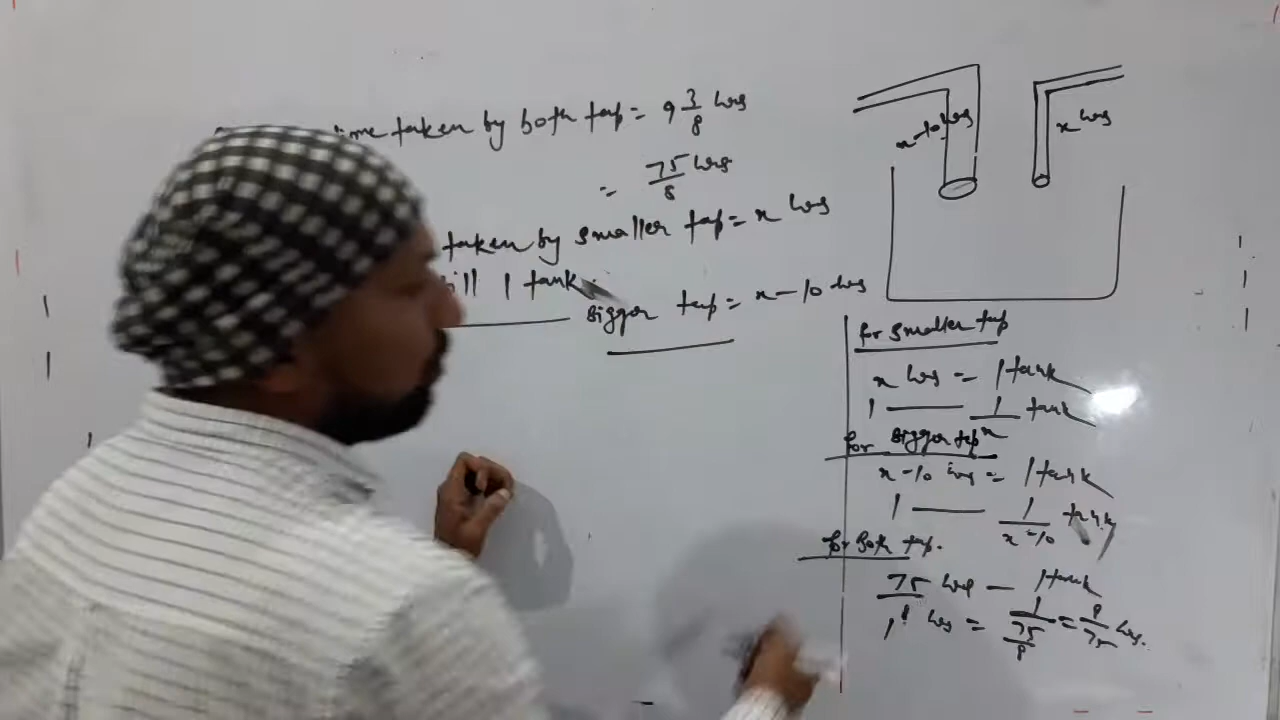 time taken by both tap = 9 3/8 hrs
= 75/8 hrs
taken by smaller tap = x hrs
fill 1 tank
Bigger tap = x - 10 hrs
x-10 hrs
x hrs
for smaller tap
x hrs = 1 tank
1 — 1/x tank
for Bigger tap
x-10 hrs = 1 tank
1 — 1/x-10 tank
for both tap.
75/8 hrs — 1 tank
1 hrs = 1/(75/8) = 8/75 hrs.